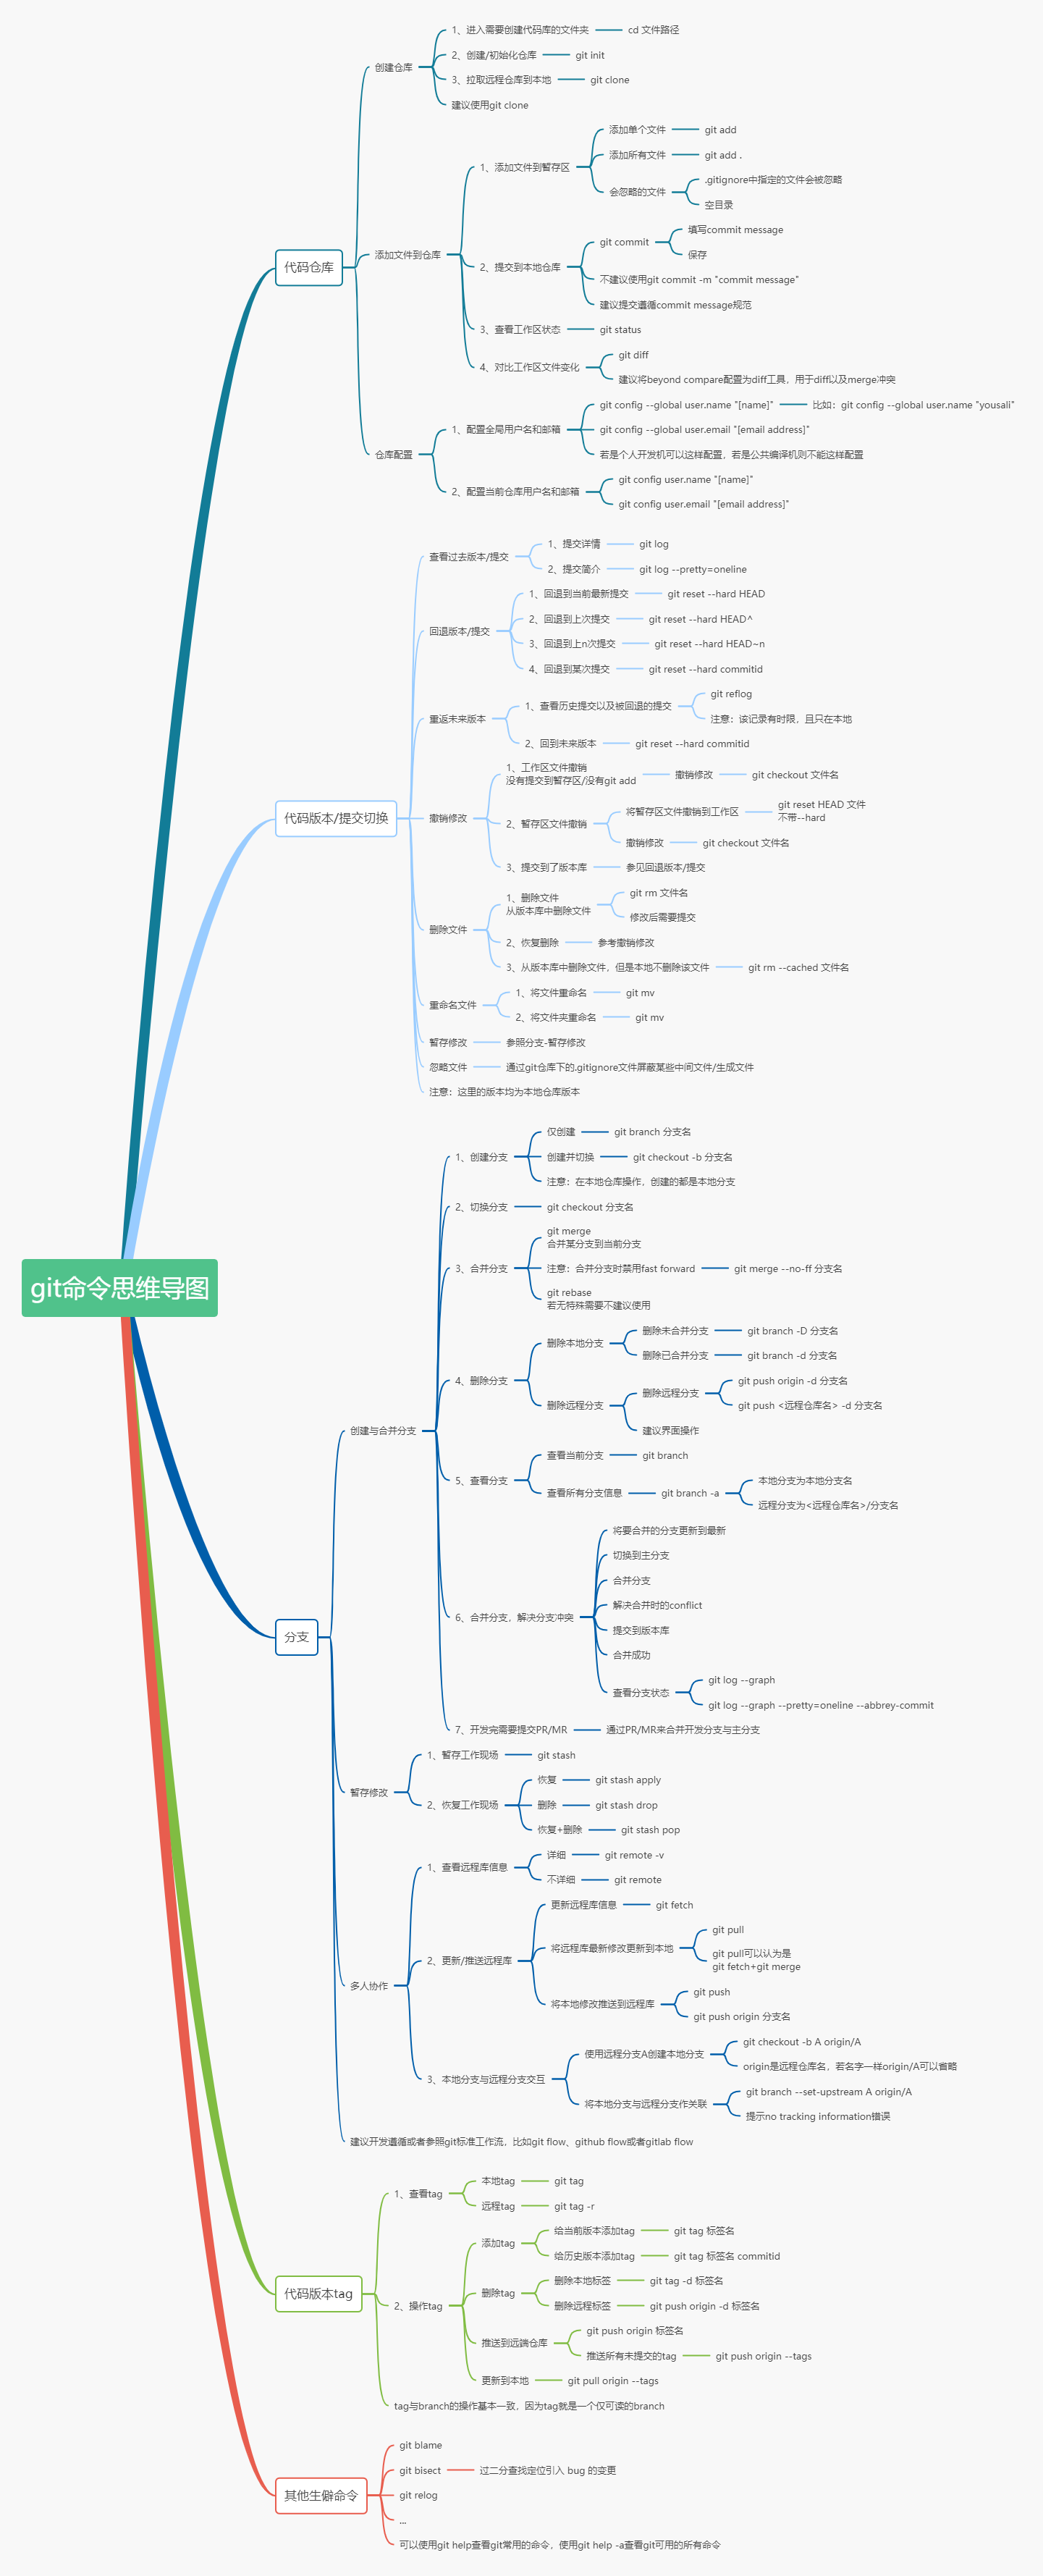 git命令思维导图
代码仓库
创建仓库
1、进入需要创建代码库的文件夹
cd 文件路径
2、创建/初始化仓库
git init
3、拉取远程仓库到本地
git clone
建议使用git clone
添加文件到仓库
1、添加文件到暂存区
添加单个文件
git add
添加所有文件
git add .
会忽略的文件
.gitignore中指定的文件会被忽略
空目录
2、提交到本地仓库
git commit
填写commit message
保存
不建议使用git commit -m "commit message"
建议提交遵循commit message规范
3、查看工作区状态
git status
4、对比工作区文件变化
git diff
建议将beyond compare配置为diff工具，用于diff以及merge冲突
仓库配置
1、配置全局用户名和邮箱
git config --global user.name "[name]"
比如：git config --global user.name "yousali"
git config --global user.email "[email address]"
若是个人开发机可以这样配置，若是公共编译机则不能这样配置
2、配置当前仓库用户名和邮箱
git config user.name "[name]"
git config user.email "[email address]"
代码版本/提交切换
查看过去版本/提交
1、提交详情
git log
2、提交简介
git log --pretty=oneline
回退版本/提交
1、回退到当前最新提交
git reset --hard HEAD
2、回退到上次提交
git reset --hard HEAD^
3、回退到上n次提交
git reset --hard HEAD~n
4、回退到某次提交
git reset --hard commitid
重返未来版本
1、查看历史提交以及被回退的提交
git reflog
注意：该记录有时限，且只在本地
2、回到未来版本
git reset --hard commitid
撤销修改
1、工作区文件撤销
没有提交到暂存区/没有git add
撤销修改
git checkout 文件名
2、暂存区文件撤销
将暂存区文件撤销到工作区
git reset HEAD 文件
不带--hard
撤销修改
git checkout 文件名
3、提交到了版本库
参见回退版本/提交
删除文件
1、删除文件
从版本库中删除文件
git rm 文件名
修改后需要提交
2、恢复删除
参考撤销修改
3、从版本库中删除文件，但是本地不删除该文件
git rm --cached 文件名
重命名文件
1、将文件重命名
git mv
2、将文件夹重命名
git mv
暂存修改
参照分支-暂存修改
忽略文件
通过git仓库下的.gitignore文件屏蔽某些中间文件/生成文件
注意：这里的版本均为本地仓库版本
分支
创建与合并分支
1、创建分支
仅创建
git branch 分支名
创建并切换
git checkout -b 分支名
注意：在本地仓库操作，创建的都是本地分支
2、切换分支
git checkout 分支名
3、合并分支
git merge
合并某分支到当前分支
注意：合并分支时禁用fast forward
git merge --no-ff 分支名
git rebase
若无特殊需要不建议使用
4、删除分支
删除本地分支
删除未合并分支
git branch -D 分支名
删除已合并分支
git branch -d 分支名
删除远程分支
删除远程分支
git push origin -d 分支名
git push <远程仓库名> -d 分支名
建议界面操作
5、查看分支
查看当前分支
git branch
查看所有分支信息
git branch -a
本地分支为本地分支名
远程分支为<远程仓库名>/分支名
6、合并分支，解决分支冲突
将要合并的分支更新到最新
切换到主分支
合并分支
解决合并时的conflict
提交到版本库
合并成功
查看分支状态
git log --graph
git log --graph --pretty=oneline --abbrey-commit
7、开发完需要提交PR/MR
通过PR/MR来合并开发分支与主分支
暂存修改
1、暂存工作现场
git stash
2、恢复工作现场
恢复
git stash apply
删除
git stash drop
恢复+删除
git stash pop
多人协作
1、查看远程库信息
详细
git remote -v
不详细
git remote
2、更新/推送远程库
更新远程库信息
git fetch
将远程库最新修改更新到本地
git pull
git pull可以认为是
git fetch+git merge
将本地修改推送到远程库
git push
git push origin 分支名
3、本地分支与远程分支交互
使用远程分支A创建本地分支
git checkout -b A origin/A
origin是远程仓库名，若名字一样origin/A可以省略
将本地分支与远程分支作关联
git branch --set-upstream A origin/A
提示no tracking information错误
建议开发遵循或者参照git标准工作流，比如git flow、github flow或者gitlab flow
代码版本tag
1、查看tag
本地tag
git tag
远程tag
git tag -r
2、操作tag
添加tag
给当前版本添加tag
git tag 标签名
给历史版本添加tag
git tag 标签名 commitid
删除tag
删除本地标签
git tag -d 标签名
删除远程标签
git push origin -d 标签名
推送到远端仓库
git push origin 标签名
推送所有未提交的tag
git push origin --tags
更新到本地
git pull origin --tags
tag与branch的操作基本一致，因为tag就是一个仅可读的branch
其他生僻命令
git blame
git bisect
过二分查找定位引入 bug 的变更
git relog
...
可以使用git help查看git常用的命令，使用git help -a查看git可用的所有命令